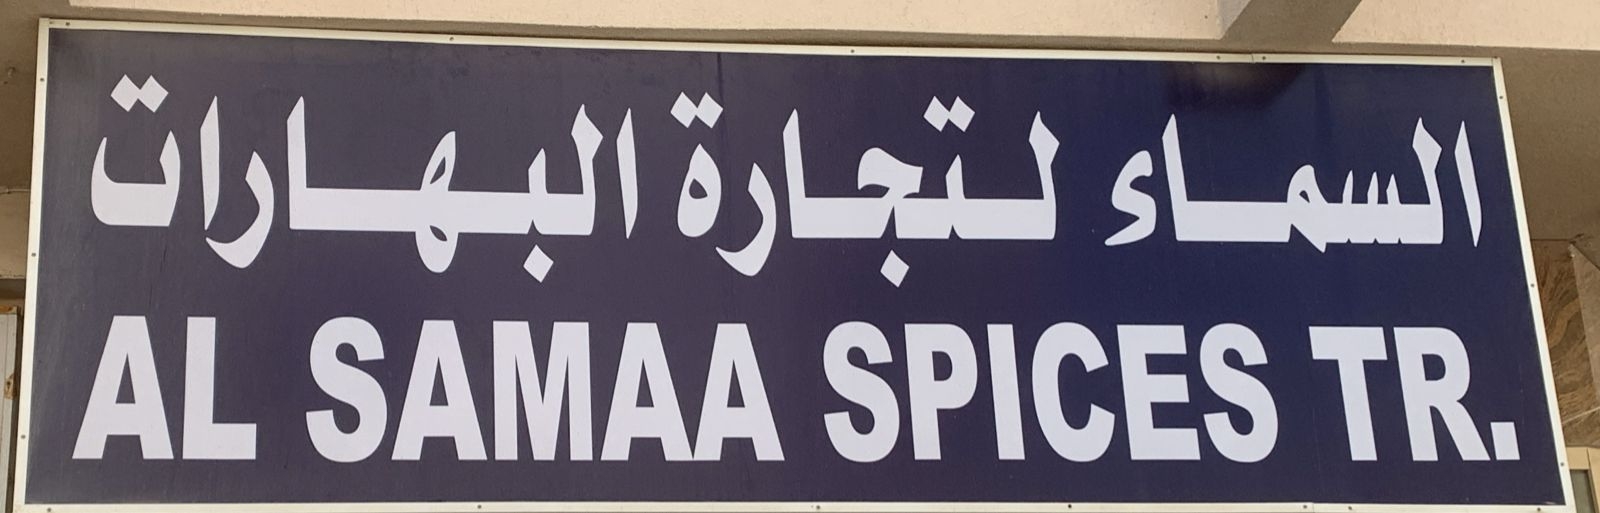 السماء لتجارة البهارات
AL SAMAA SPICES TR.